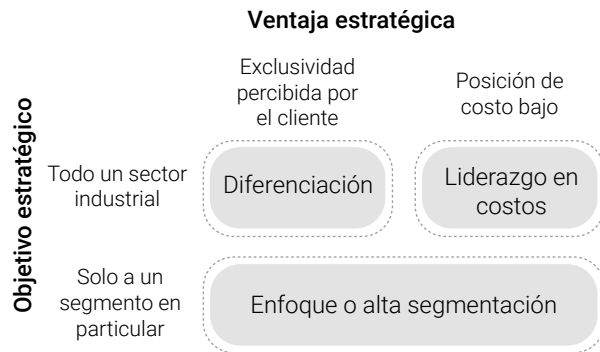 Ventaja estratégica
Exclusividad
percibida por
el cliente
Posición de
costo bajo
Objetivo estratégico
Todo un sector
industrial
Diferenciación
Liderazgo en
costos
Solo a un
segmento en
particular
Enfoque o alta segmentación